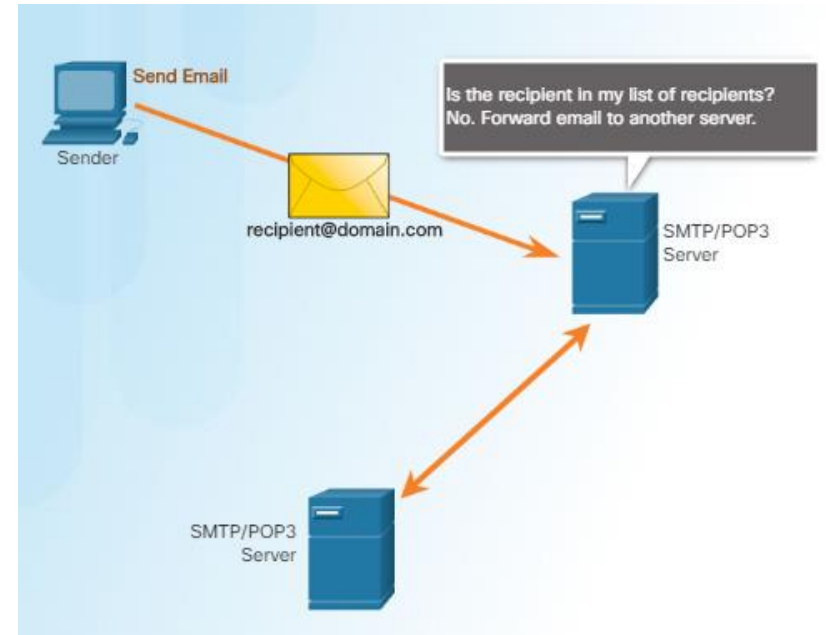 Send Email
Sender
Is the recipient in my list of recipients?
No. Forward email to another server.
recipient@domain.com
SMTP/POP3
Server
SMTP/POP3
Server